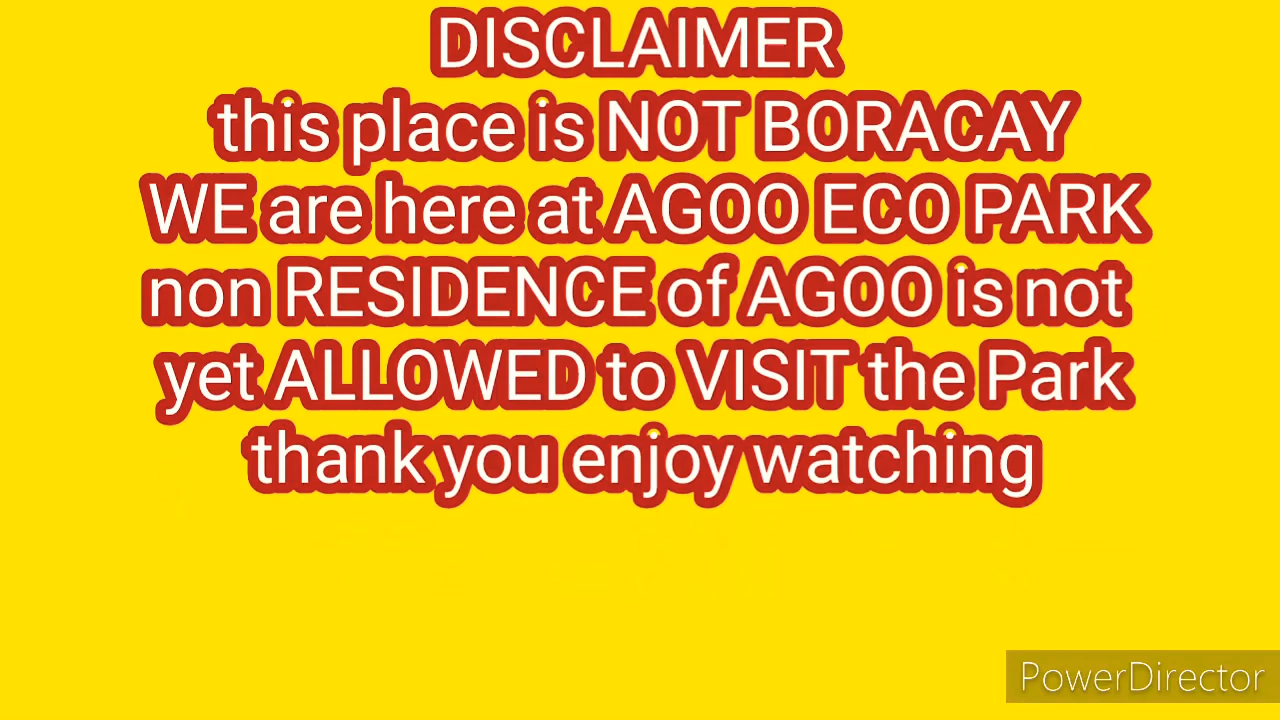 DISCLAIMER
this place is NOT BORACAY
WE are here at AGOO ECO PARK
non RESIDENCE of AGOO is not
yet ALLOWED to VISIT the Park
thank you enjoy watching
PowerDirector